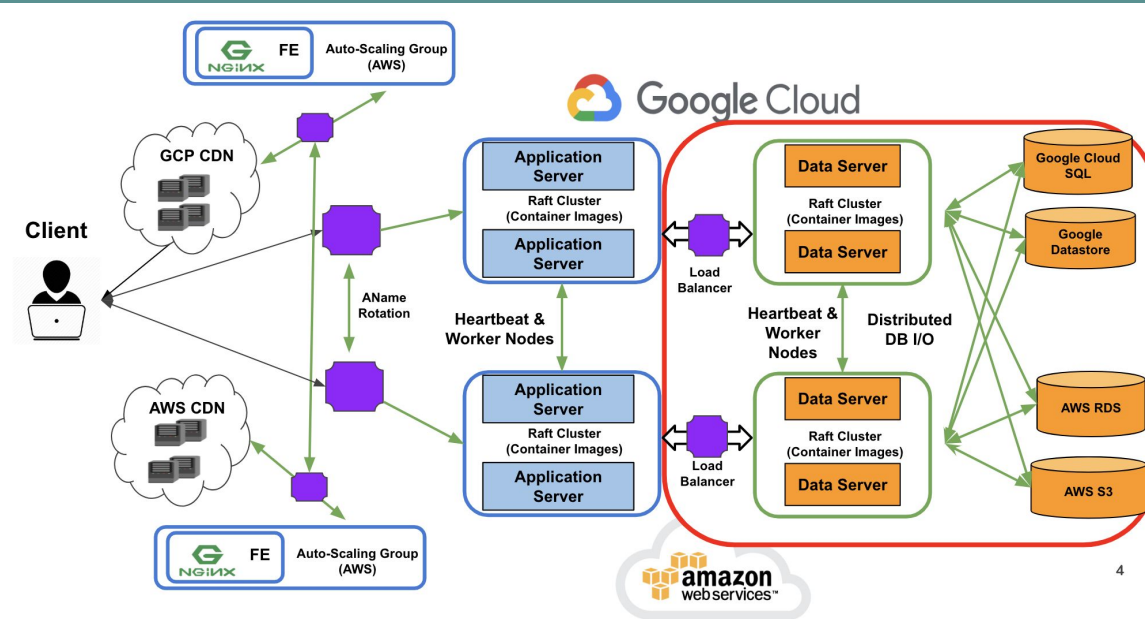 NGiNX
FE
Auto-Scaling Group
(AWS)
Google Cloud
GCP CDN
Client
AName
Rotation
AWS CDN
Application
Server
Raft Cluster
(Container Images)
Application
Server
Heartbeat &
Worker Nodes
Application
Server
Raft Cluster
(Container Images)
Application
Server
Load
Balancer
Load
Balancer
Data Server
Raft Cluster
(Container Images)
Data Server
Heartbeat &
Worker
Nodes
Distributed
DB I/O
Data Server
Raft Cluster
(Container Images)
Data Server
Google Cloud
SQL
Google
Datastore
AWS RDS
AWS S3
NGiNX
FE
Auto-Scaling Group
(AWS)
amazon
webservices™
4